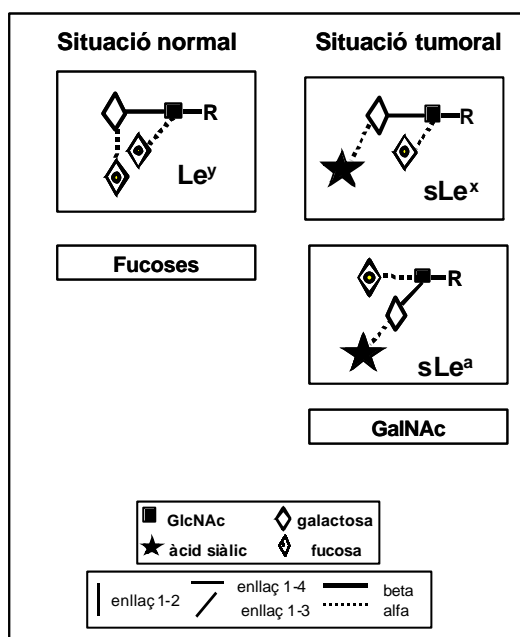 Situació normal
Situació tumoral
R
Leʸ
R
sLeˣ
Fucoses
R
sLeᵃ
GalNAc
GlcNAc
galactosa
àcid siàlic
fucosa
enllaç 1-2
enllaç 1-4
enllaç 1-3
beta
alfa